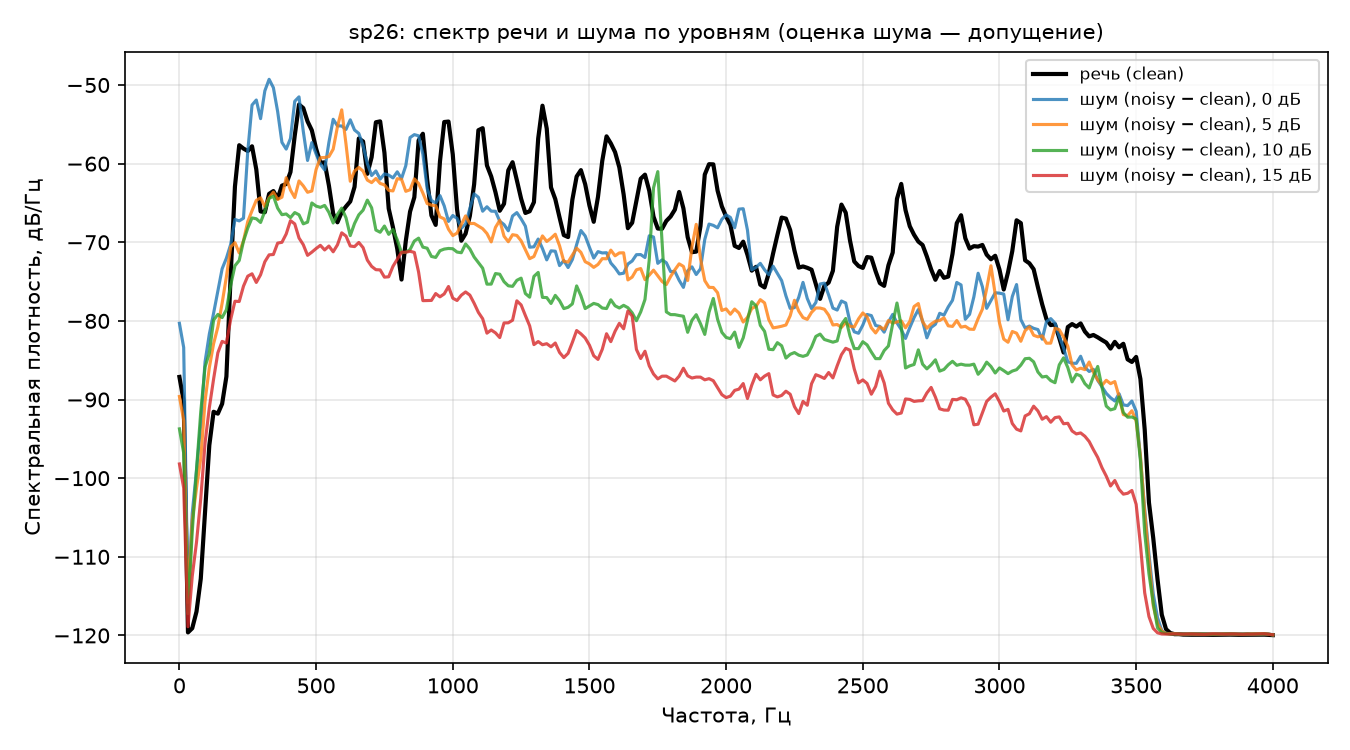 sp26: спектр речи и шума по уровням (оценка шума — допущение)
речь (clean)
шум (noisy − clean), 0 дБ
шум (noisy − clean), 5 дБ
шум (noisy − clean), 10 дБ
шум (noisy − clean), 15 дБ
Спектральная плотность, дБ/Гц
−50
−60
−70
−80
−90
−100
−110
−120
0 500 1000 1500 2000 2500 3000 3500 4000
Частота, Гц